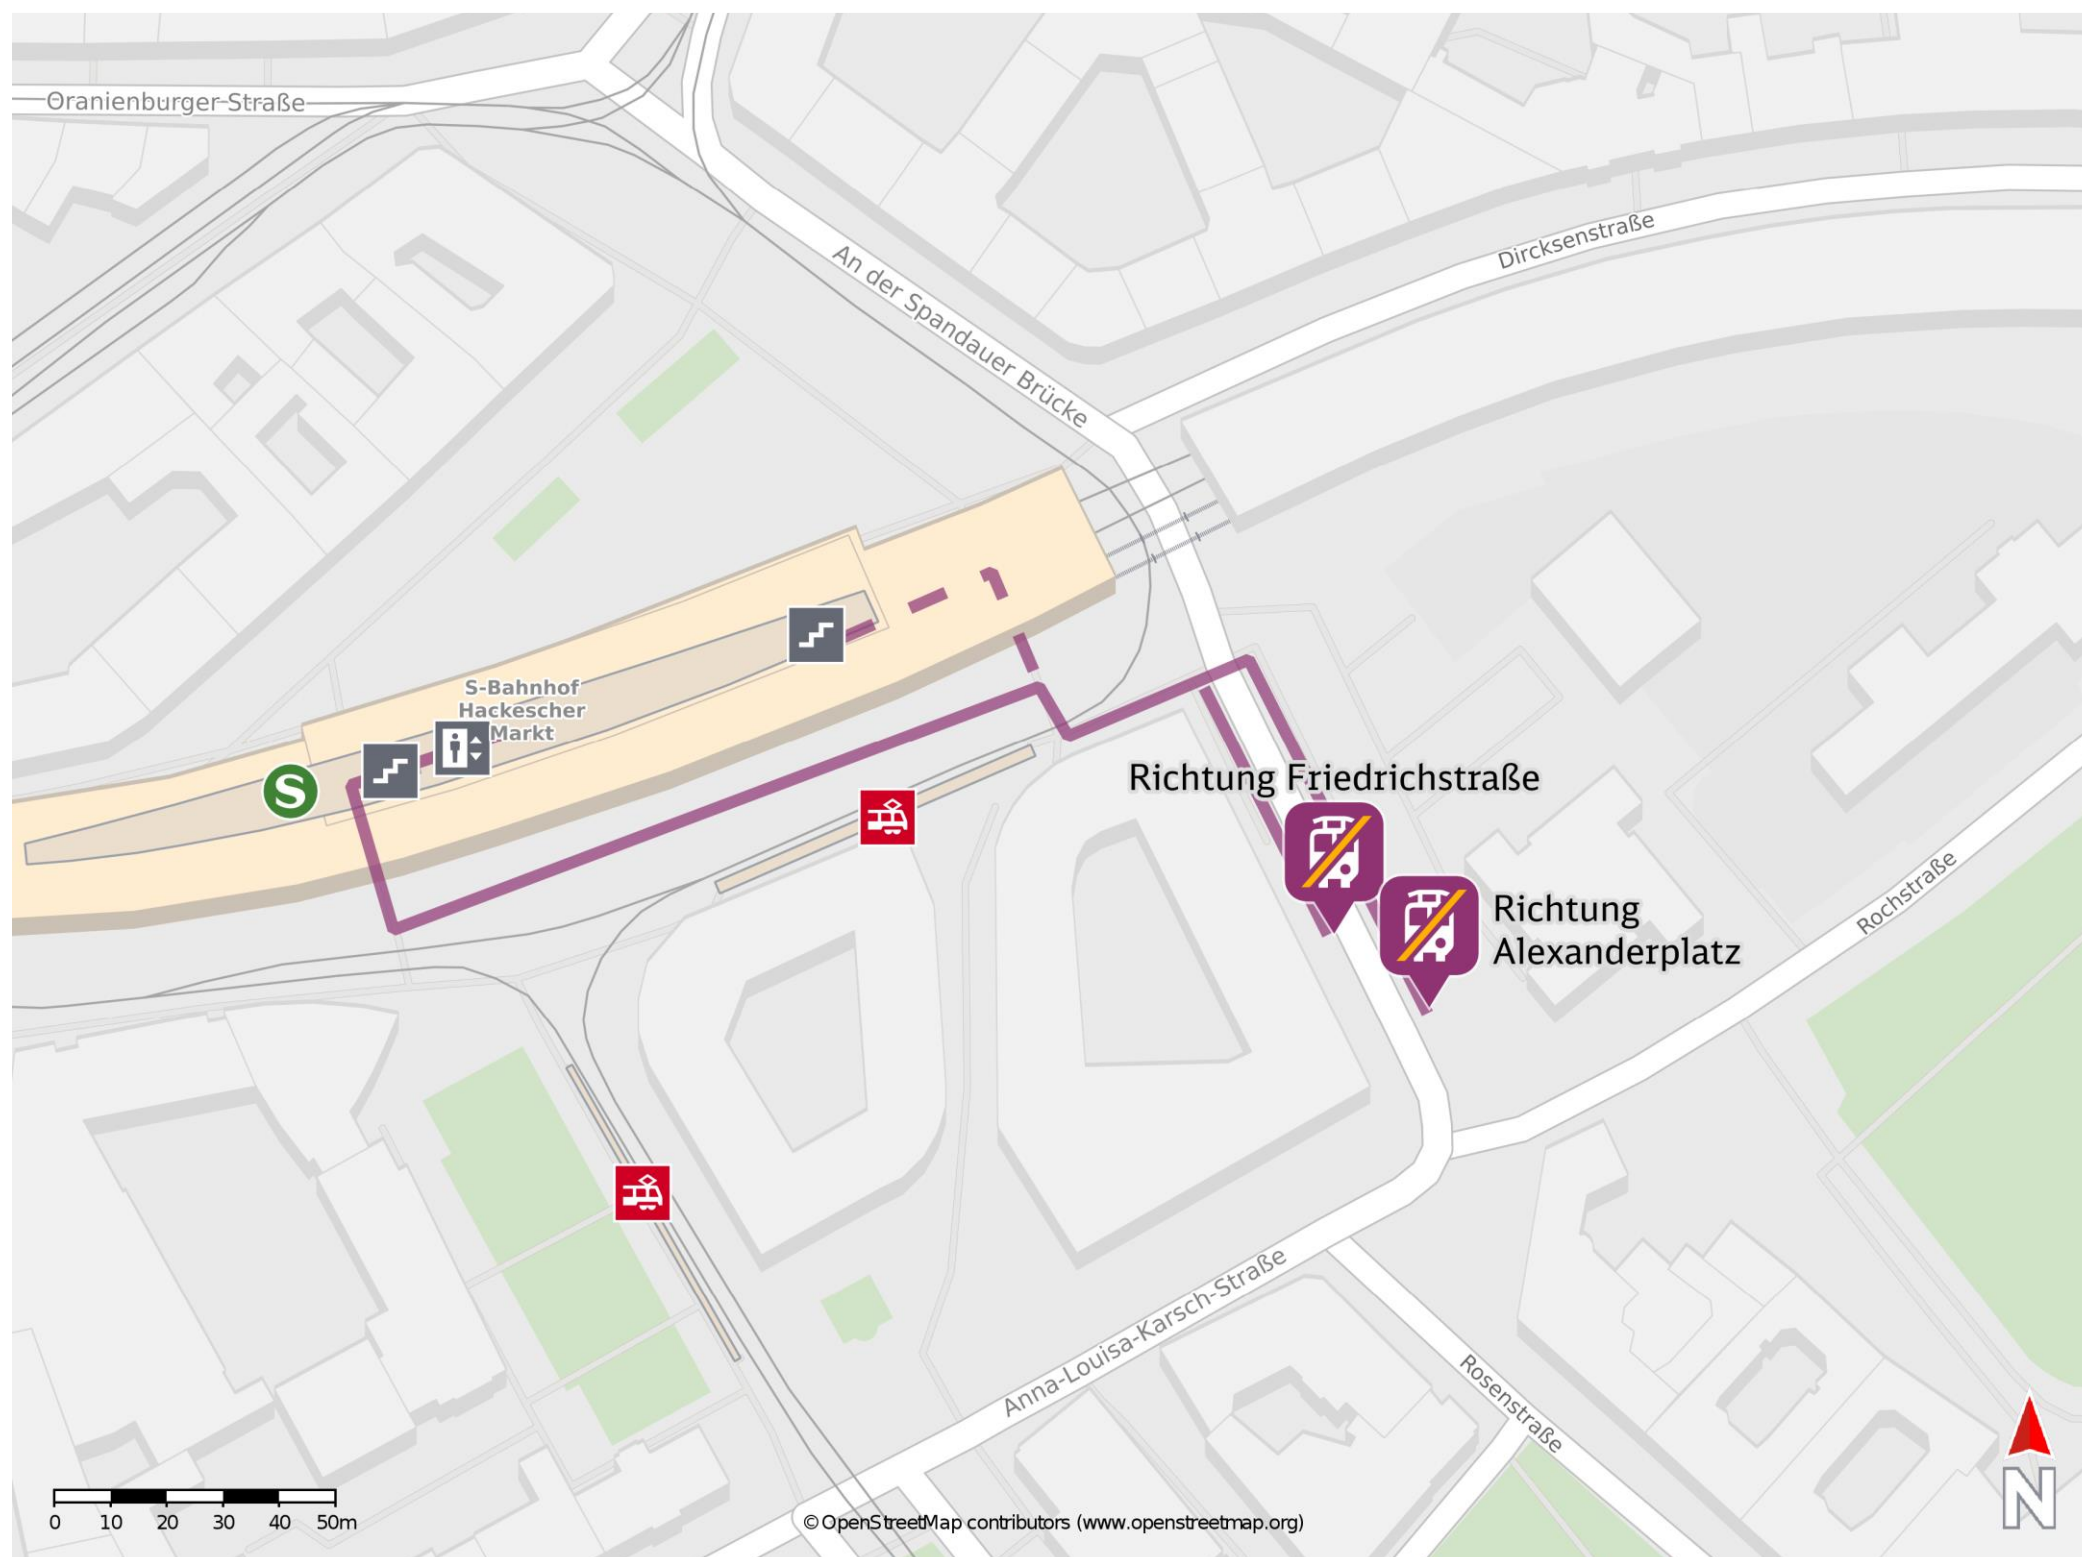 Oranienburger Straße
An der Spandauer Brücke
Dircksenstraße
S-Bahnhof
Hackescher
Markt
S
Richtung Friedrichstraße
Richtung
Alexanderplatz
Rochstraße
Anna-Louisa-Karsch-Straße
Rosenstraße
0 10 20 30 40 50m
© OpenStreetMap contributors (www.openstreetmap.org)
N